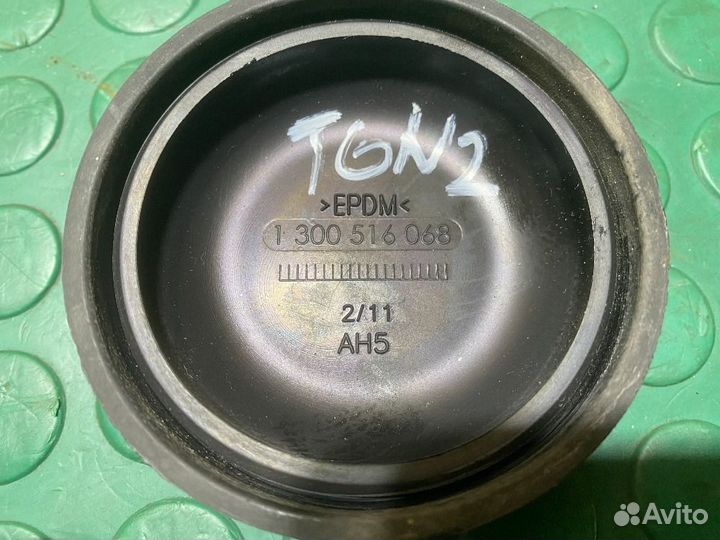 TGN2
>EPDM<
1 300 516 068
2/11
AH5
Avito